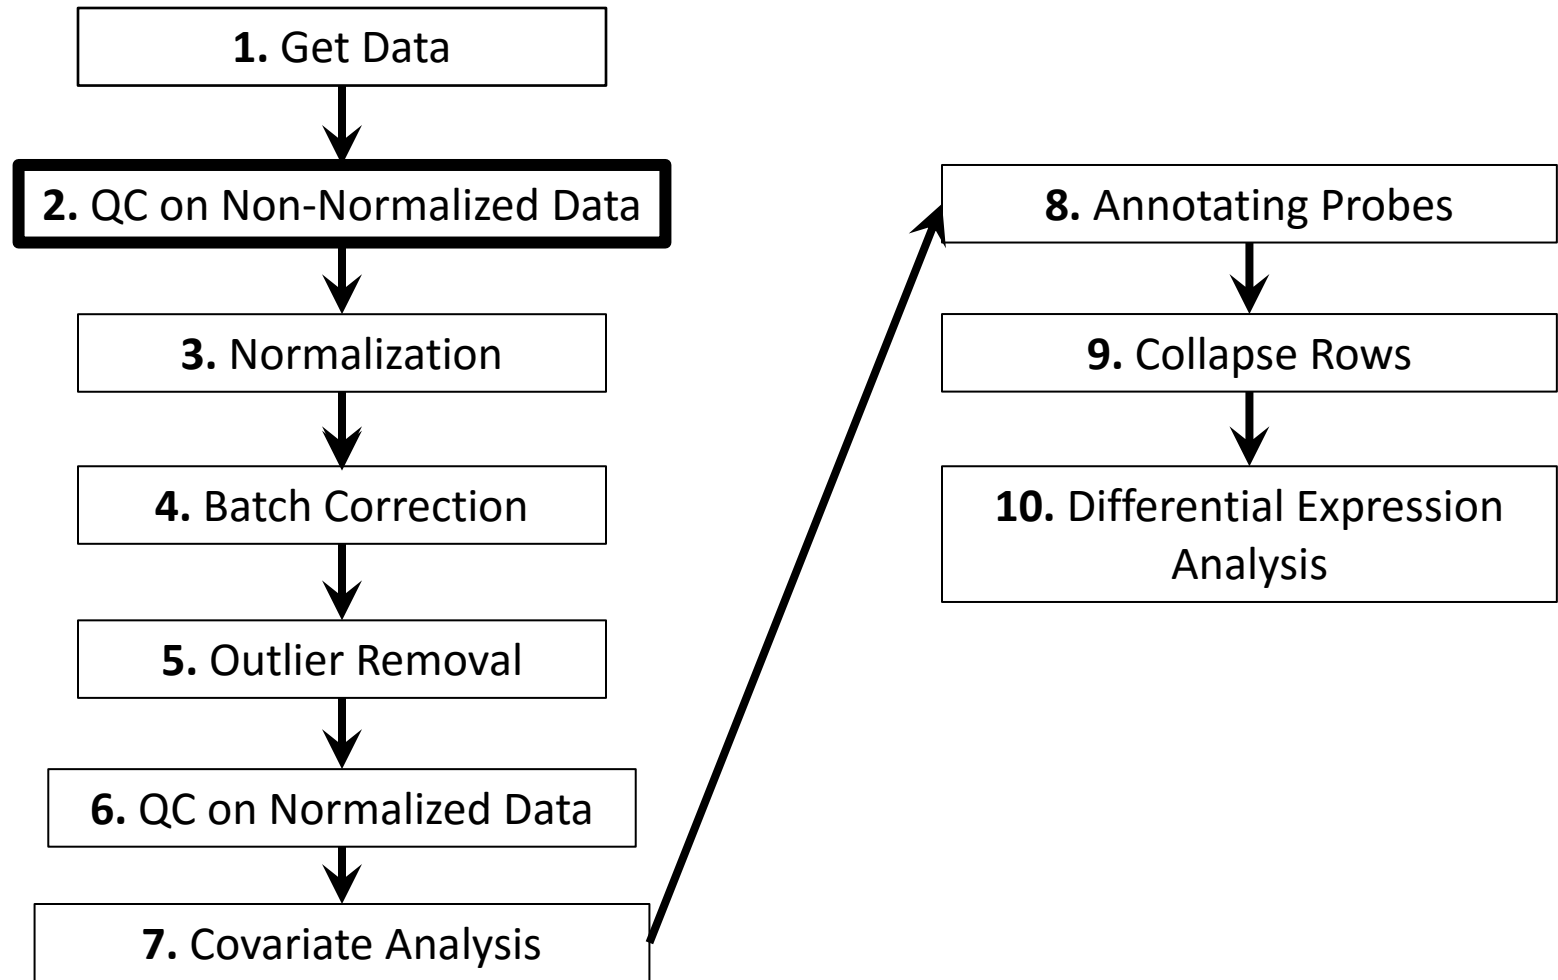 1. Get Data
2. QC on Non-Normalized Data
3. Normalization
4. Batch Correction
5. Outlier Removal
6. QC on Normalized Data
7. Covariate Analysis
8. Annotating Probes
9. Collapse Rows
10. Differential Expression
Analysis